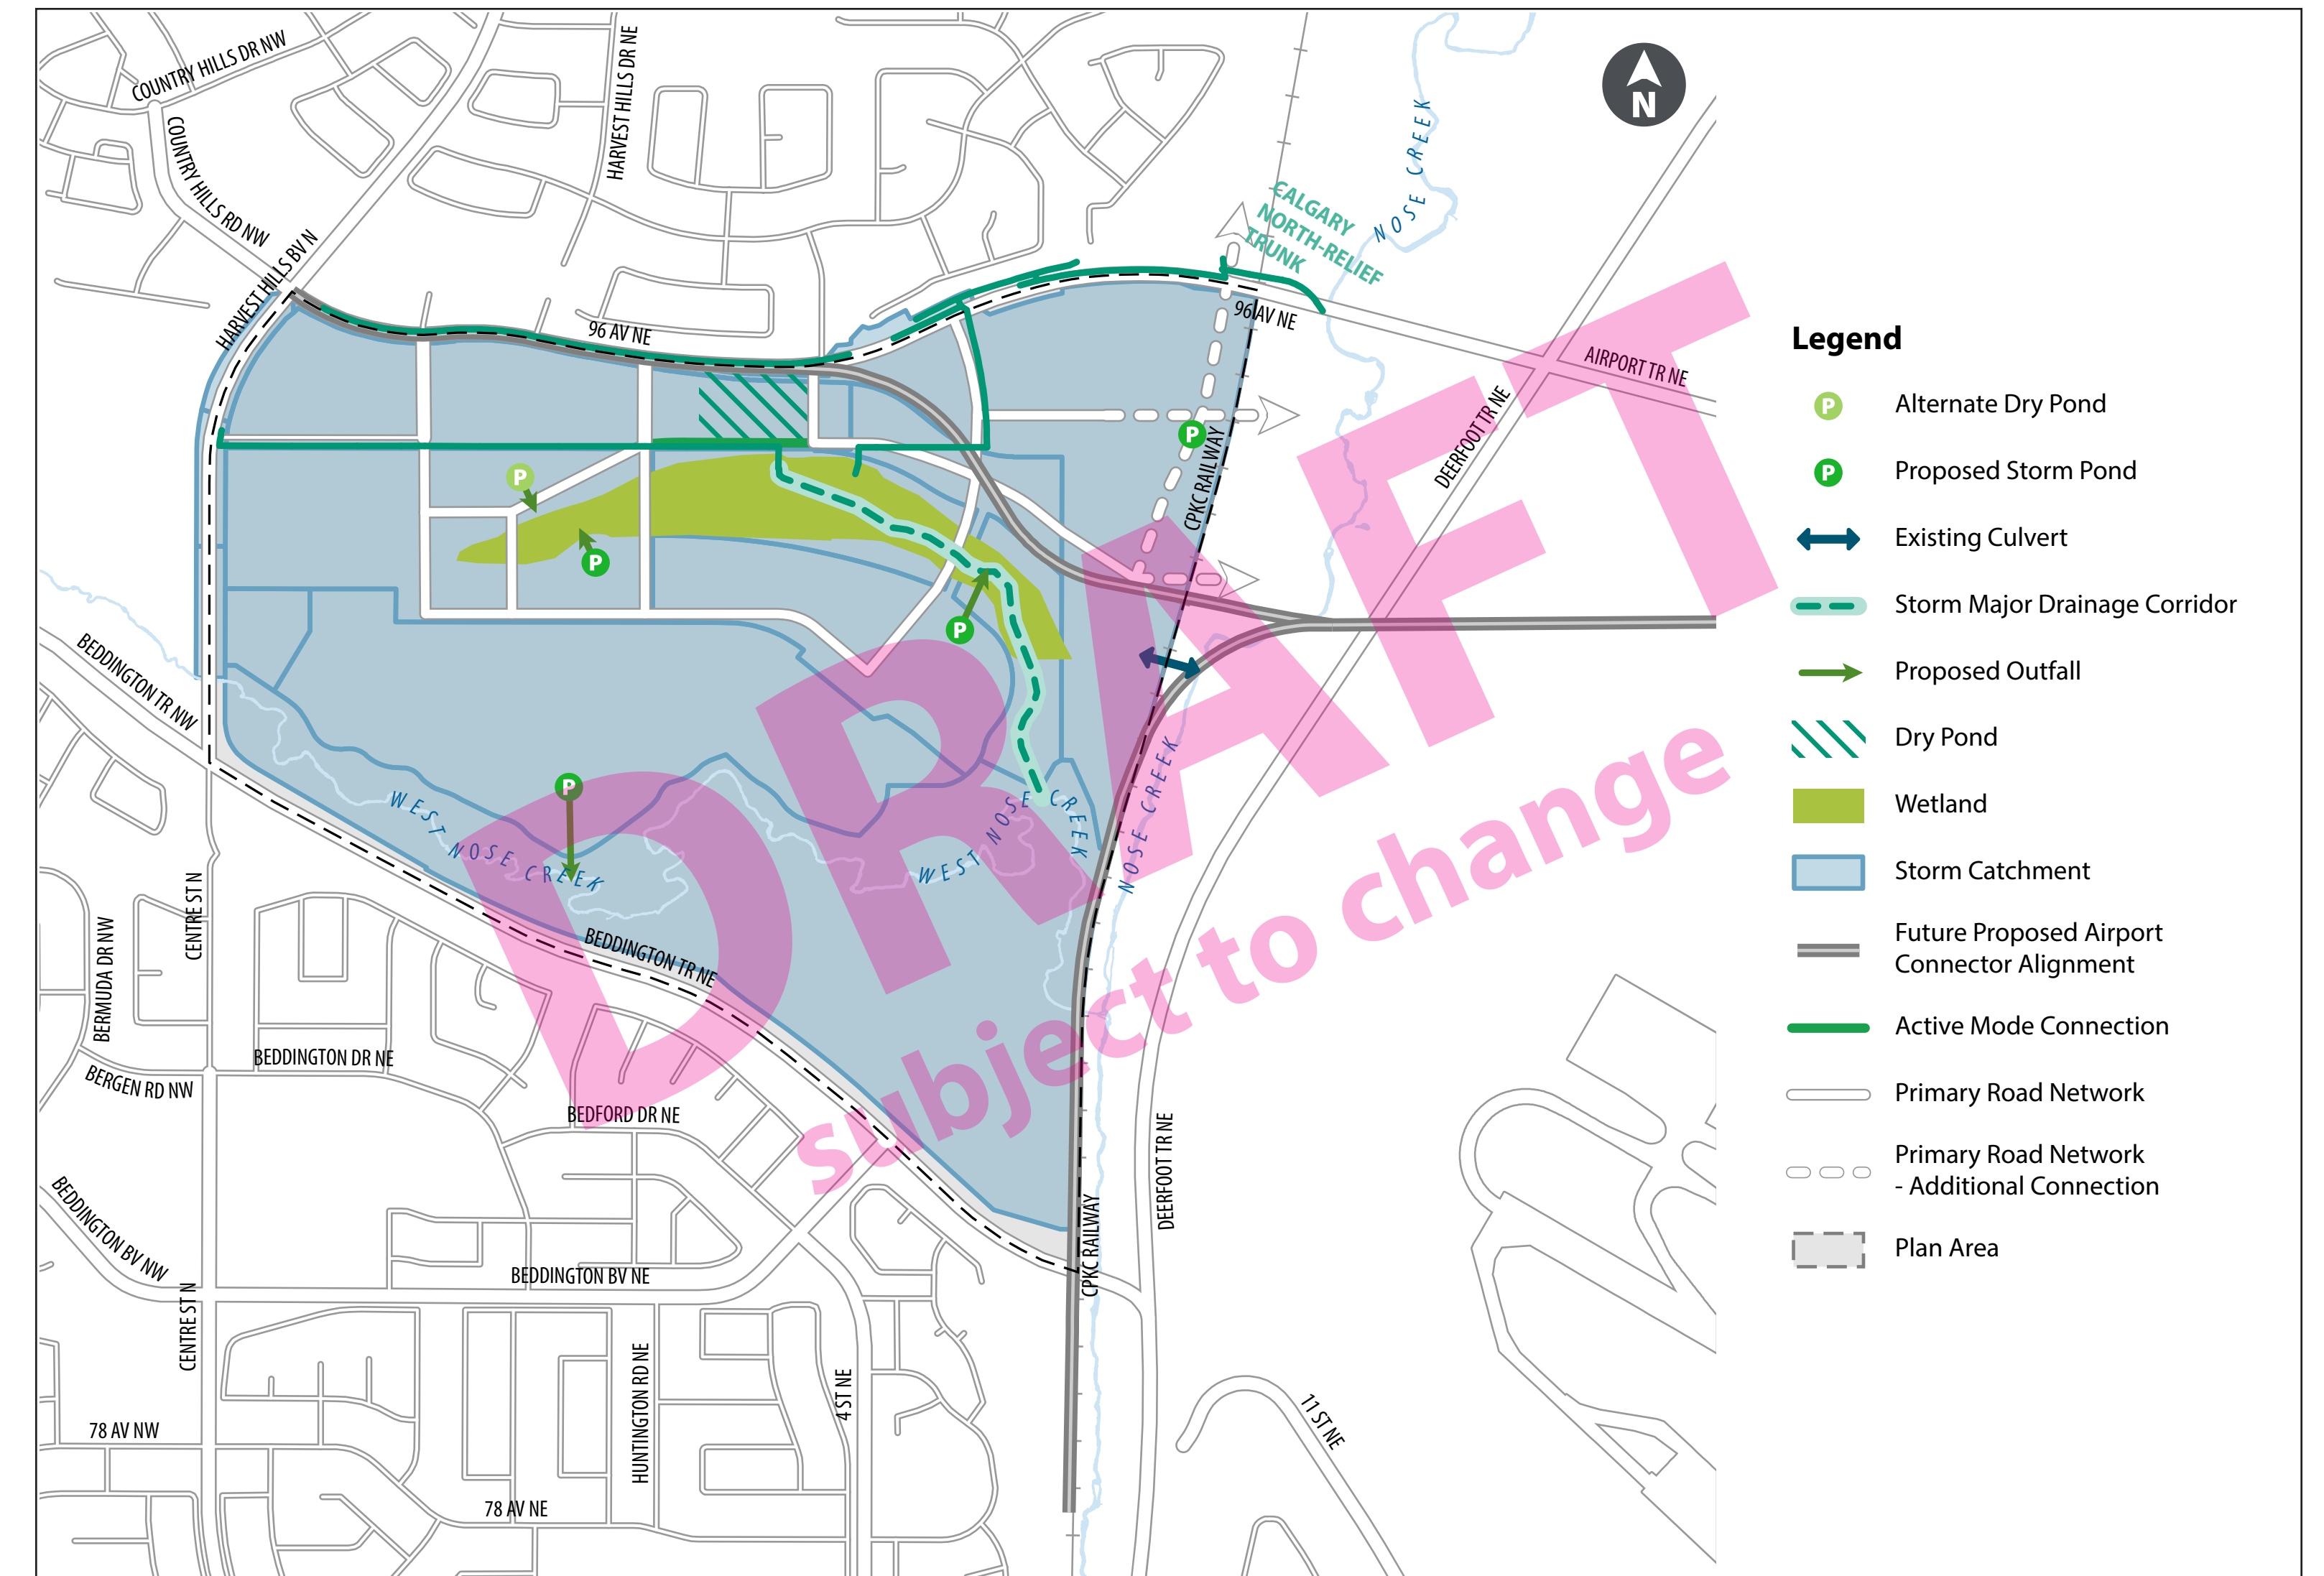 COUNTRY HILLS DR NW
HARVEST HILLS DR NE
COUNTRY HILLS RD NW
HARVEST HILLS BV N
N
NOSE CREEK
CALGARY
NORTH-RELIEF
TRUNK
96 AV NE
96 AV NE
AIRPORT TR NE
DEERFOOT TR NE
CPKC RAILWAY
P
P
P
P
P
BEDDINGTON TR NW
WEST NOSE CREEK
WEST NOSE CREEK
NOSE CREEK
BEDDINGTON TR NE
CENTRE ST N
BERMUDA DR NW
BERGEN RD NW
BEDDINGTON DR NE
BEDFORD DR NE
DEERFOOT TR NE
CPKC RAILWAY
BEDDINGTON BV NW
BEDDINGTON BV NE
CENTRE ST N
HUNTINGTON RD NE
4 ST NE
11 ST NE
78 AV NW
78 AV NE
DRAFT
subject to change
Legend
P Alternate Dry Pond
P Proposed Storm Pond
Existing Culvert
Storm Major Drainage Corridor
Proposed Outfall
Dry Pond
Wetland
Storm Catchment
Future Proposed Airport
Connector Alignment
Active Mode Connection
Primary Road Network
Primary Road Network
- Additional Connection
Plan Area